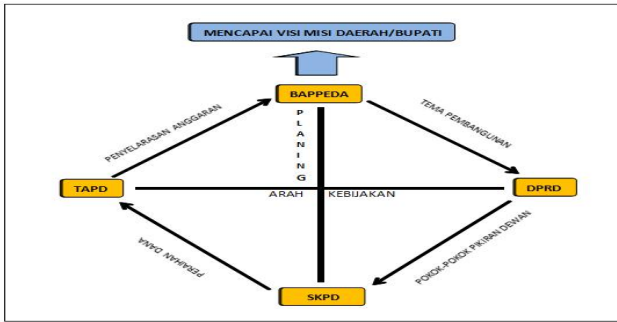 MENCAPAI VISI MISI DAERAH/BUPATI
BAPPEDA
PENYELARASAN ANGGARAN
PLANING
TEMA PEMBANGUNAN
TAPD
ARAH KEBIJAKAN
DPRD
PERAIHAN DANA
POKOK-POKOK PIKIRAN DEWAN
SKPD